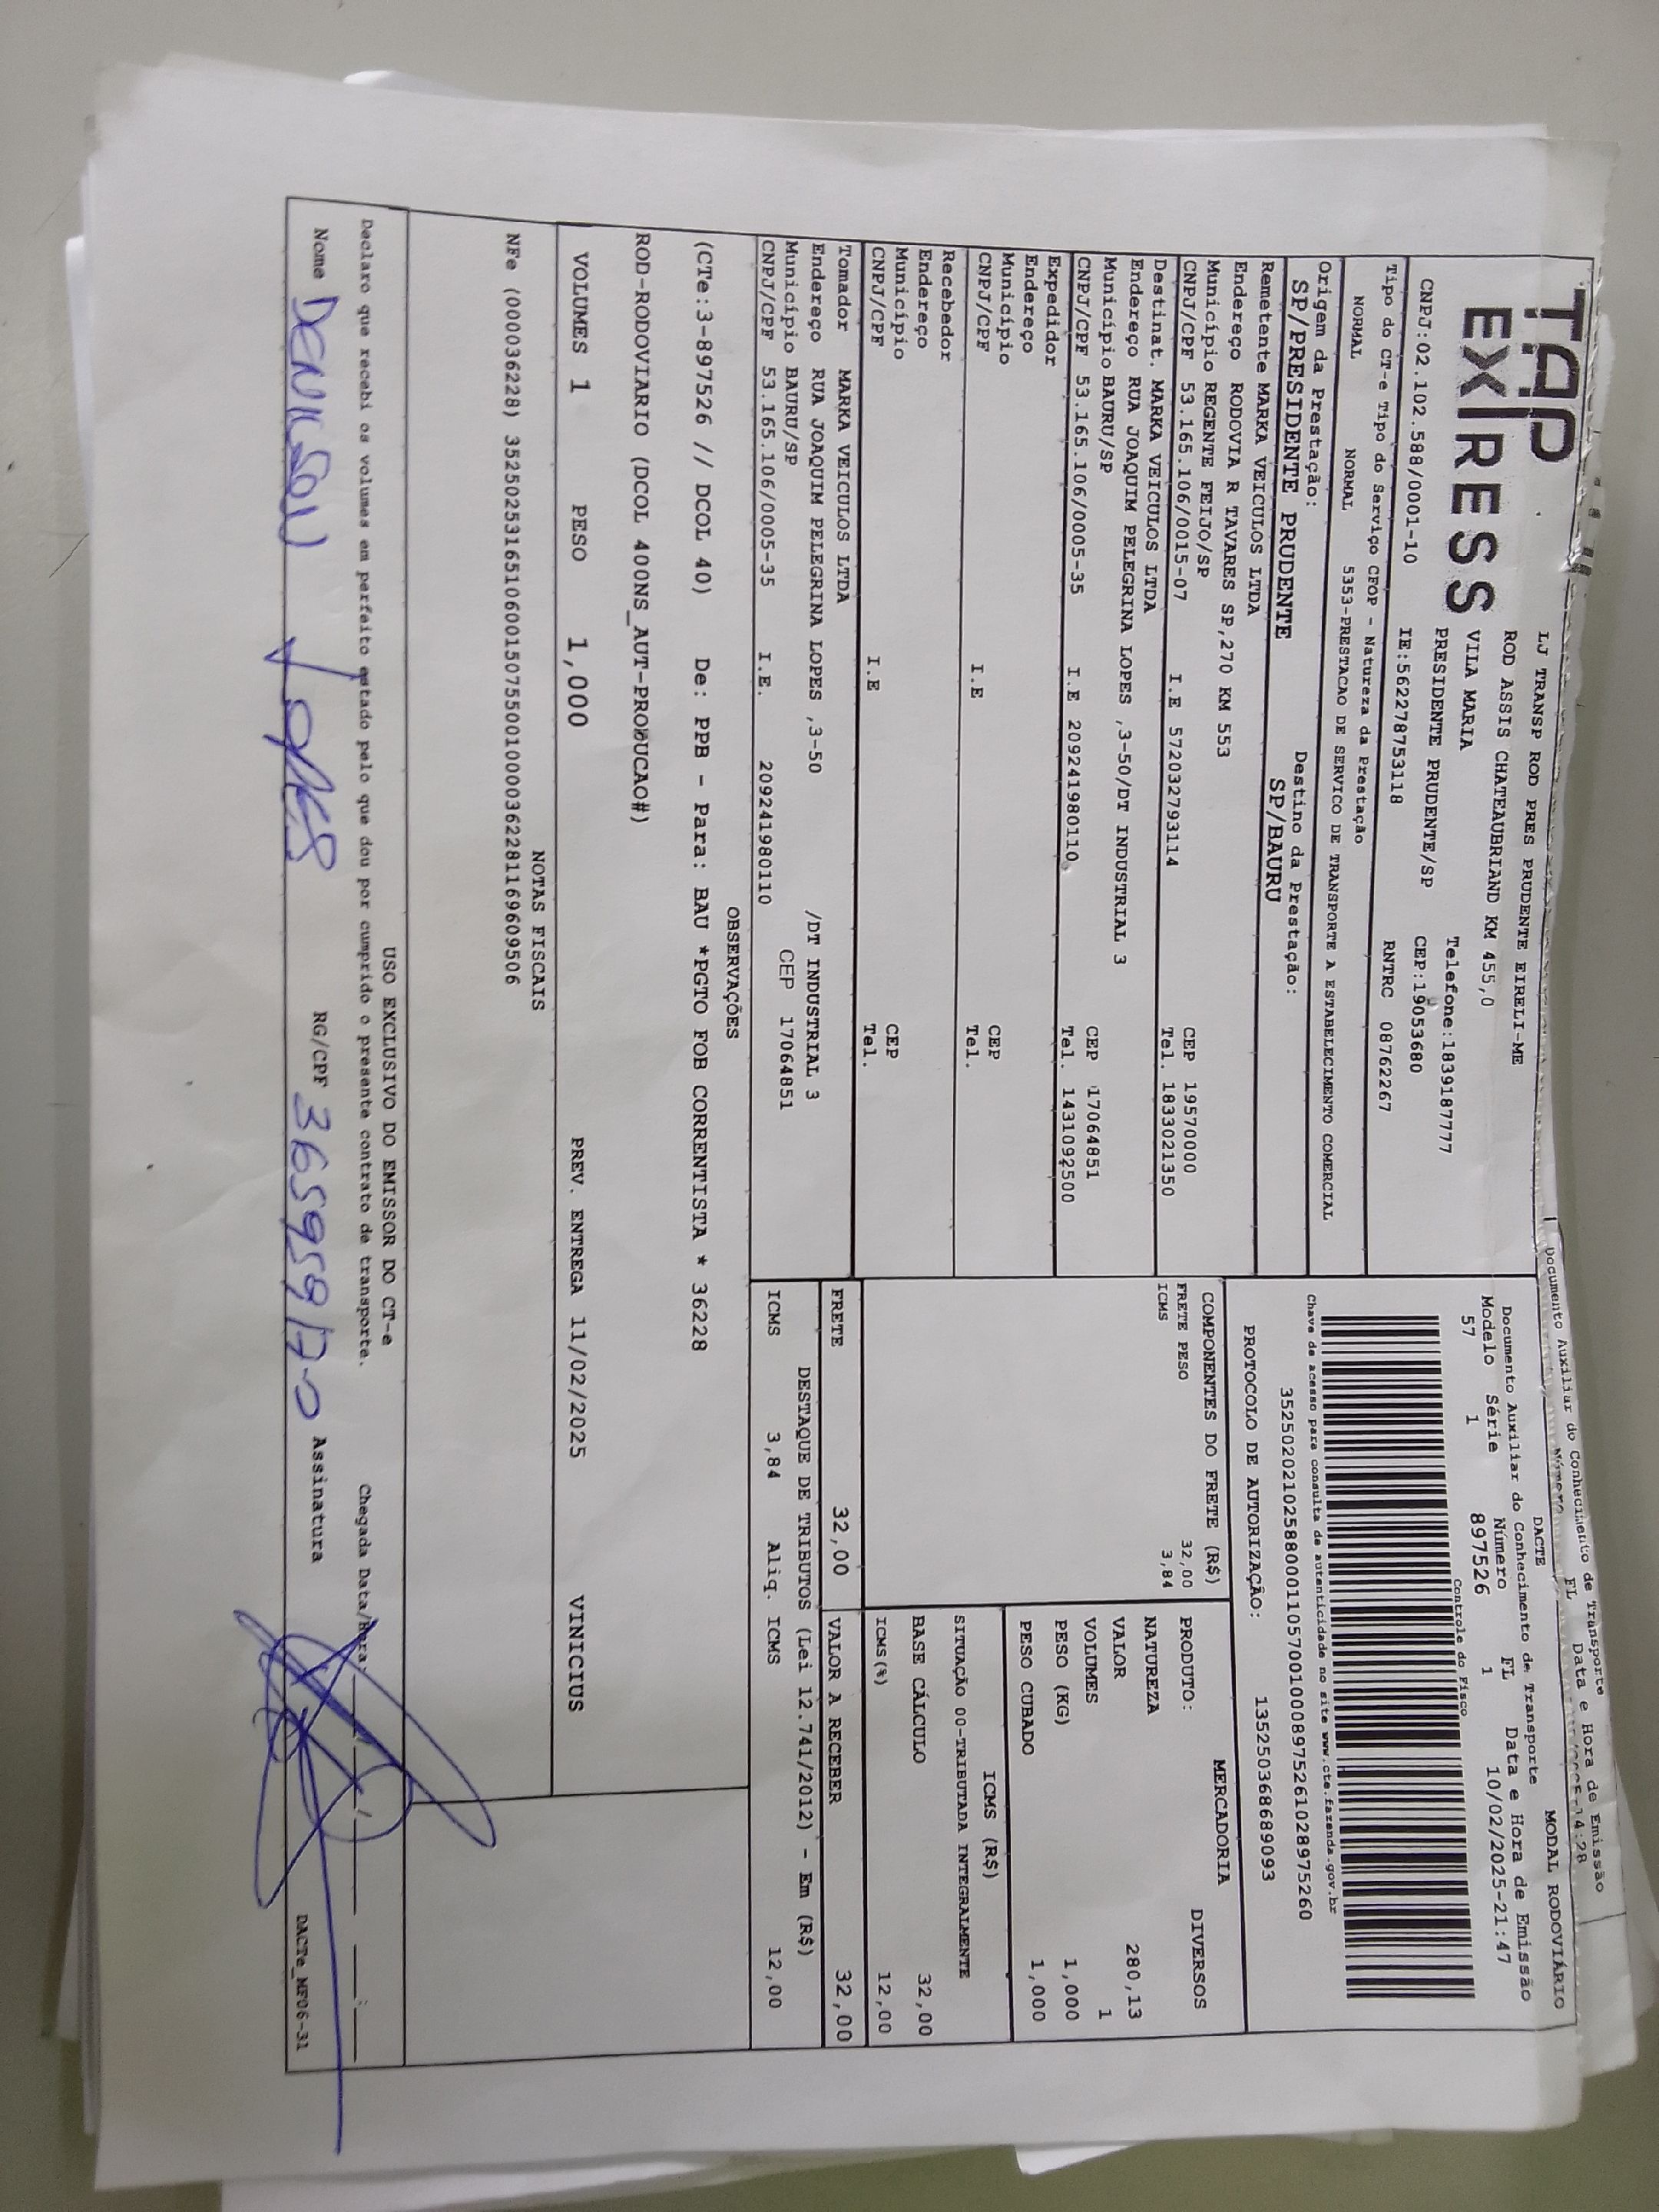 TAP
EXPRESS
LJ TRANSP ROD PRES PRUDENTE EIRELI-ME
ROD ASSIS CHATEAUBRIAND KM 455,0
VILA MARIA
Telefone:1839187777
PRESIDENTE PRUDENTE/SP
CEP:19053680
CNPJ:02.102.588/0001-10
IE:562278753118
RNTRC 08762267
Tipo do CT-e Tipo do Serviço CFOP - Natureza da Prestação
NORMAL NORMAL 5353-PRESTACAO DE SERVICO DE TRANSPORTE A ESTABELECIMENTO COMERCIAL
Origem da Prestação: Destino da Prestação:
SP/PRESIDENTE PRUDENTE SP/BAURU
Documento Auxiliar do Conhecimento de Transporte
FL Data e Hora de Emissão
DACTE MODAL RODOVIÁRIO
Documento Auxiliar do Conhecimento de Transporte
Modelo Série Número FL Data e Hora de Emissão
57 1 897526 1 10/02/2025-21:47
Controle do Fisco
Chave de acesso para consulta de autenticidade no site www.cte.fazenda.gov.br
35250202102588000110570010008975261028975260
PROTOCOLO DE AUTORIZAÇÃO: 135250368689093
Remetente MARKA VEICULOS LTDA
Endereço RODOVIA R TAVARES SP,270 KM 553
Município REGENTE FEIJO/SP CEP 19570000
CNPJ/CPF 53.165.106/0015-07 I.E 572032793114 Tel. 1833021350
Destinat. MARKA VEICULOS LTDA
Endereço RUA JOAQUIM PELEGRINA LOPES ,3-50/DT INDUSTRIAL 3
Município BAURU/SP CEP 17064851
CNPJ/CPF 53.165.106/0005-35 I.E 209241980110 Tel. 1431092500
Expedidor
Endereço
Município CEP
CNPJ/CPF I.E Tel.
Recebedor
Endereço
Município CEP
CNPJ/CPF I.E Tel.
Tomador MARKA VEICULOS LTDA
Endereço RUA JOAQUIM PELEGRINA LOPES ,3-50 /DT INDUSTRIAL 3
Município BAURU/SP CEP 17064851
CNPJ/CPF 53.165.106/0005-35 I.E. 209241980110
COMPONENTES DO FRETE (R$)
FRETE PESO 32,00
ICMS 3,84
MERCADORIA
PRODUTO: DIVERSOS
NATUREZA
VALOR 280,13
VOLUMES 1
PESO (KG) 1,000
PESO CUBADO 1,000
ICMS (R$)
SITUAÇÃO 00-TRIBUTADA INTEGRALMENTE
BASE CÁLCULO 32,00
ICMS(%) 12,00
FRETE 32,00 VALOR A RECEBER 32,00
DESTAQUE DE TRIBUTOS (Lei 12.741/2012) - Em (R$)
ICMS 3,84 Aliq. ICMS 12,00
OBSERVAÇÕES
(CTe:3-897526 // DCOL 40) De: PPB - Para: BAU *PGTO FOB CORRENTISTA * 36228
ROD-RODOVIARIO (DCOL 400NS_AUT-PRODUCAO#)
VOLUMES 1 PESO 1,000 PREV. ENTREGA 11/02/2025 VINICIUS
NOTAS FISCAIS
NFe (000036228) 35250253165106001507550010000362281169609506
USO EXCLUSIVO DO EMISSOR DO CT-e
Declaro que recebi os volumes em perfeito estado pelo que dou por cumprido o presente contrato de transporte. Chegada Data/Hora
Nome RG/CPF Assinatura
DACTe_MF06-31